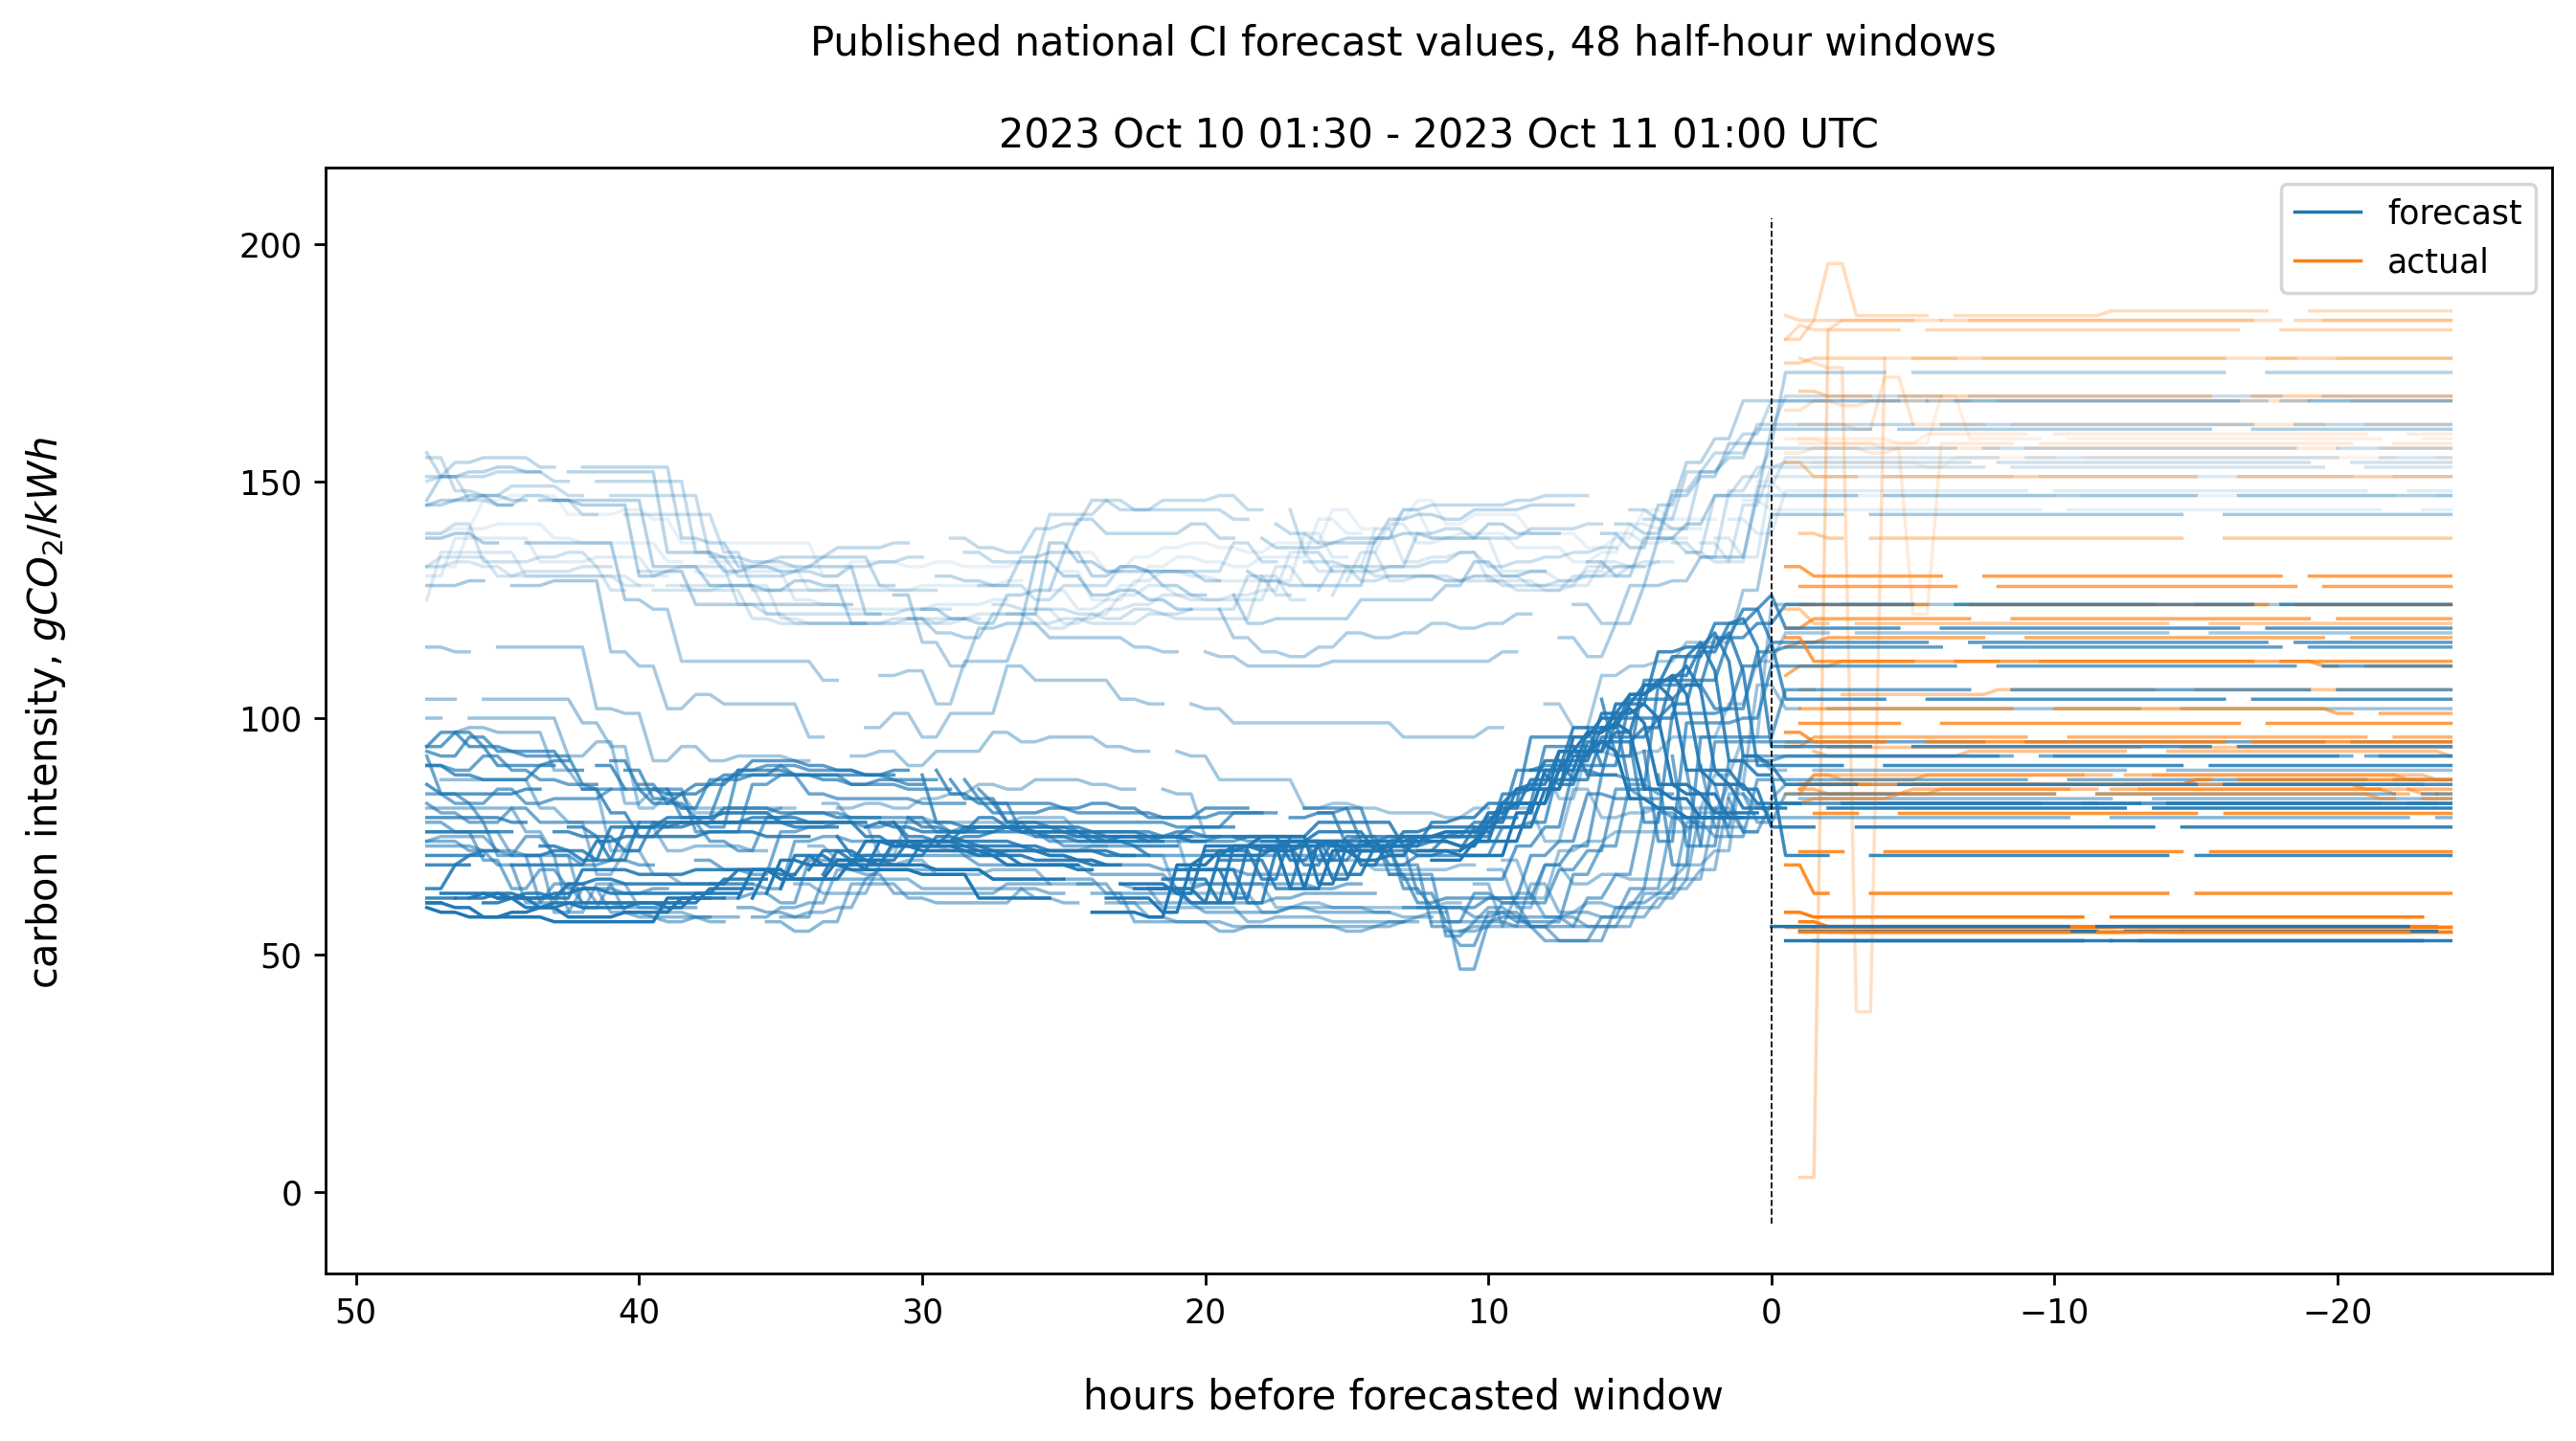 Published national CI forecast values, 48 half-hour windows
2023 Oct 10 01:30 - 2023 Oct 11 01:00 UTC
forecast
actual
carbon intensity, gCO₂/kWh
200
150
100
50
0
50 40 30 20 10 0 −10 −20
hours before forecasted window